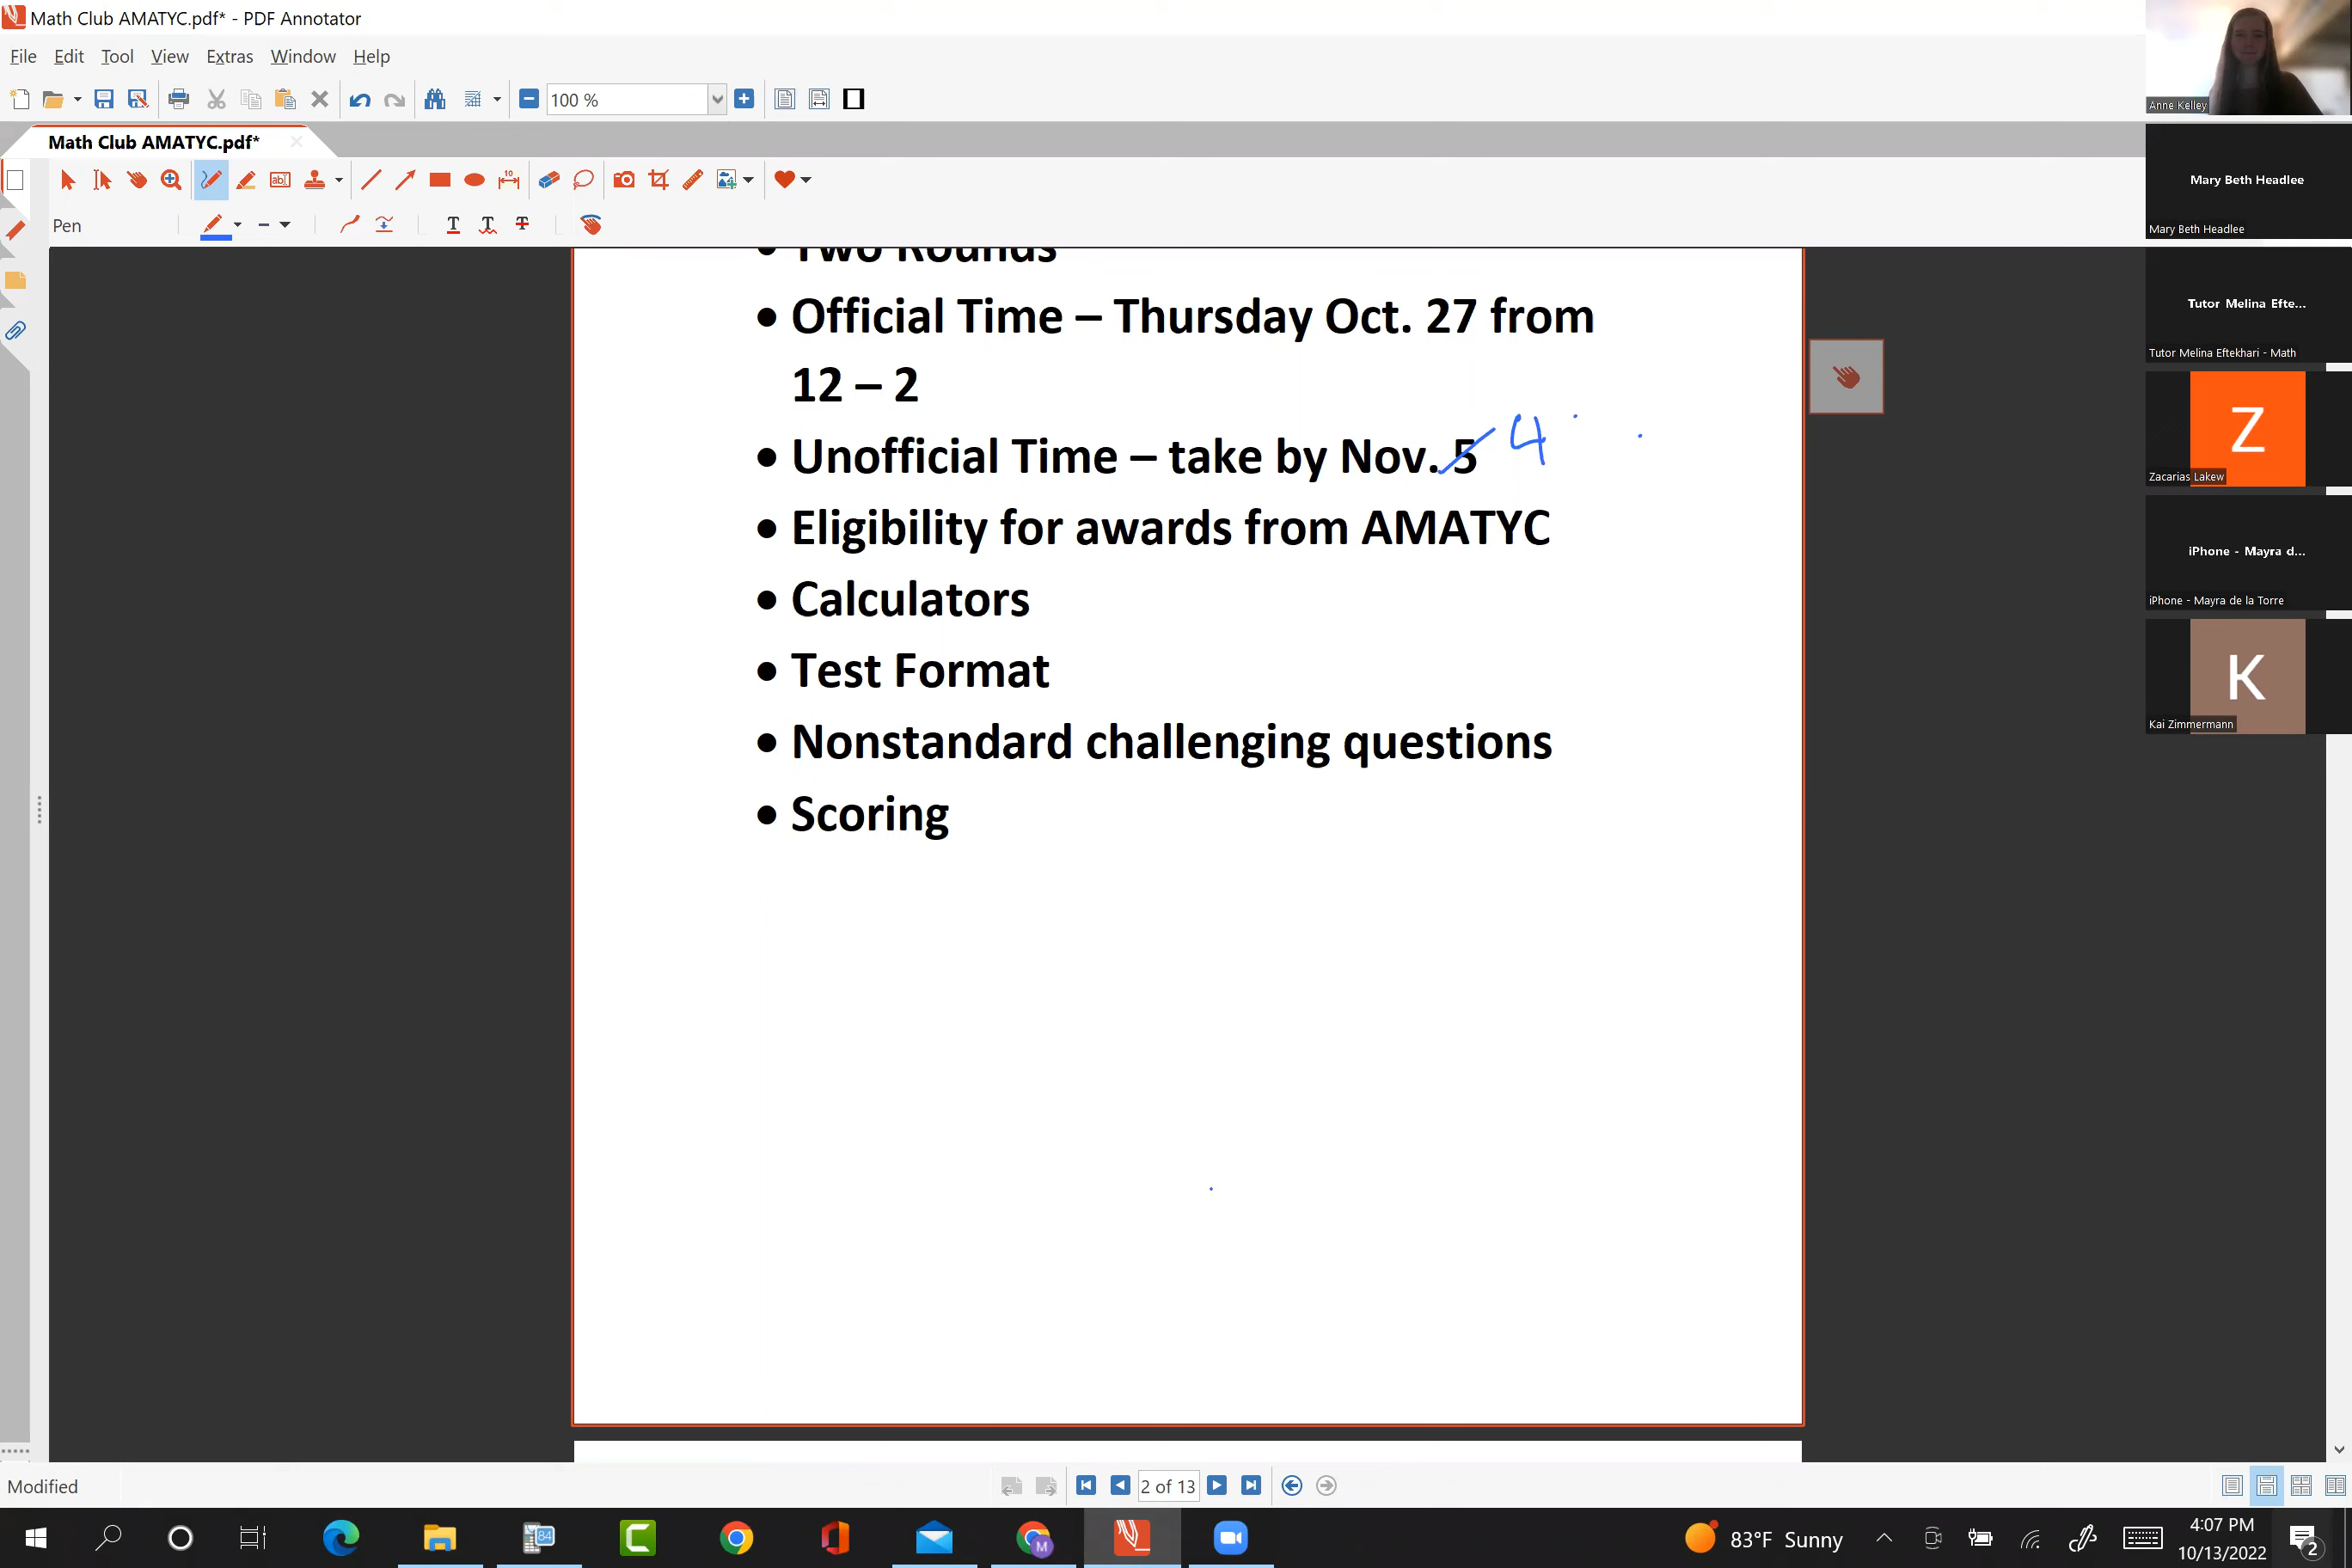 Math Club AMATYC.pdf* - PDF Annotator
File Edit Tool View Extras Window Help
100 %
Math Club AMATYC.pdf*
Pen
• Two Rounds
• Official Time – Thursday Oct. 27 from
12 – 2
• Unofficial Time – take by Nov. 5 4
• Eligibility for awards from AMATYC
• Calculators
• Test Format
• Nonstandard challenging questions
• Scoring
Anne Kelley
Mary Beth Headlee
Mary Beth Headlee
Tutor Melina Efte...
Tutor Melina Eftekhari - Math
Z
Zacarias Lakew
iPhone - Mayra d...
iPhone - Mayra de la Torre
K
Kai Zimmermann
Modified
2 of 13
84
M
83°F Sunny
4:07 PM
10/13/2022
2